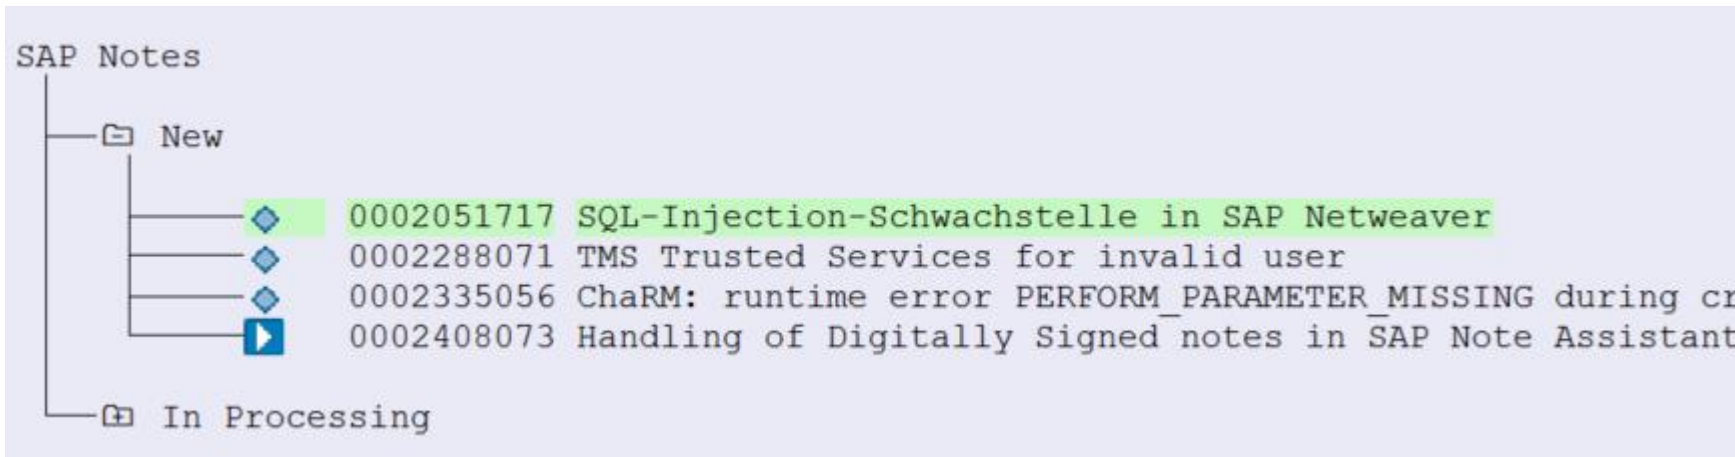 SAP Notes
New
0002051717 SQL-Injection-Schwachstelle in SAP Netweaver
0002288071 TMS Trusted Services for invalid user
0002335056 ChaRM: runtime error PERFORM_PARAMETER_MISSING during cr
0002408073 Handling of Digitally Signed notes in SAP Note Assistant
In Processing